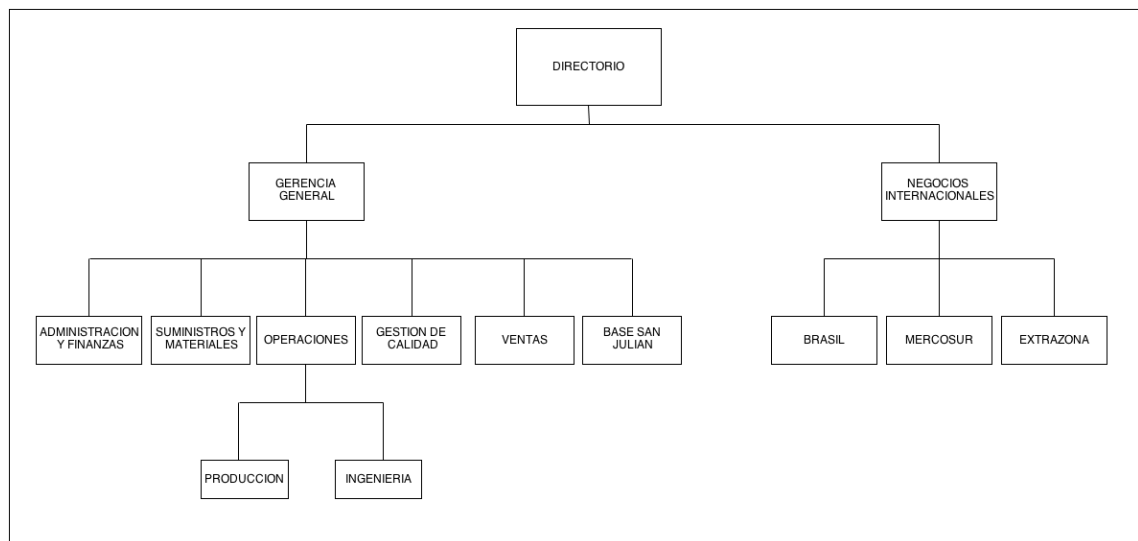 DIRECTORIO
GERENCIA
GENERAL
NEGOCIOS
INTERNACIONALES
ADMINISTRACION
Y FINANZAS
SUMINISTROS Y
MATERIALES
OPERACIONES
GESTION DE
CALIDAD
VENTAS
BASE SAN
JULIAN
BRASIL
MERCOSUR
EXTRAZONA
PRODUCCION
INGENIERIA